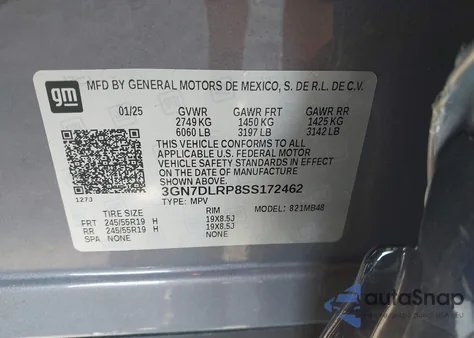 gm
MFD BY GENERAL MOTORS DE MEXICO, S. DE R.L. DE C.V.
01/25 GVWR GAWR FRT GAWR RR
2749 KG 1450 KG 1425 KG
6060 LB 3197 LB 3142 LB
THIS VEHICLE CONFORMS TO ALL
APPLICABLE U.S. FEDERAL MOTOR
VEHICLE SAFETY STANDARDS IN EFFECT
ON THE DATE OF MANUFACTURE
SHOWN ABOVE.
1273
3GN7DLRP8SS172462
TYPE: MPV MODEL: 821MB48
TIRE SIZE RIM
FRT 245/55R19 H 19X8.5J
RR 245/55R19 H 19X8.5J
SPA NONE NONE
autoSnap